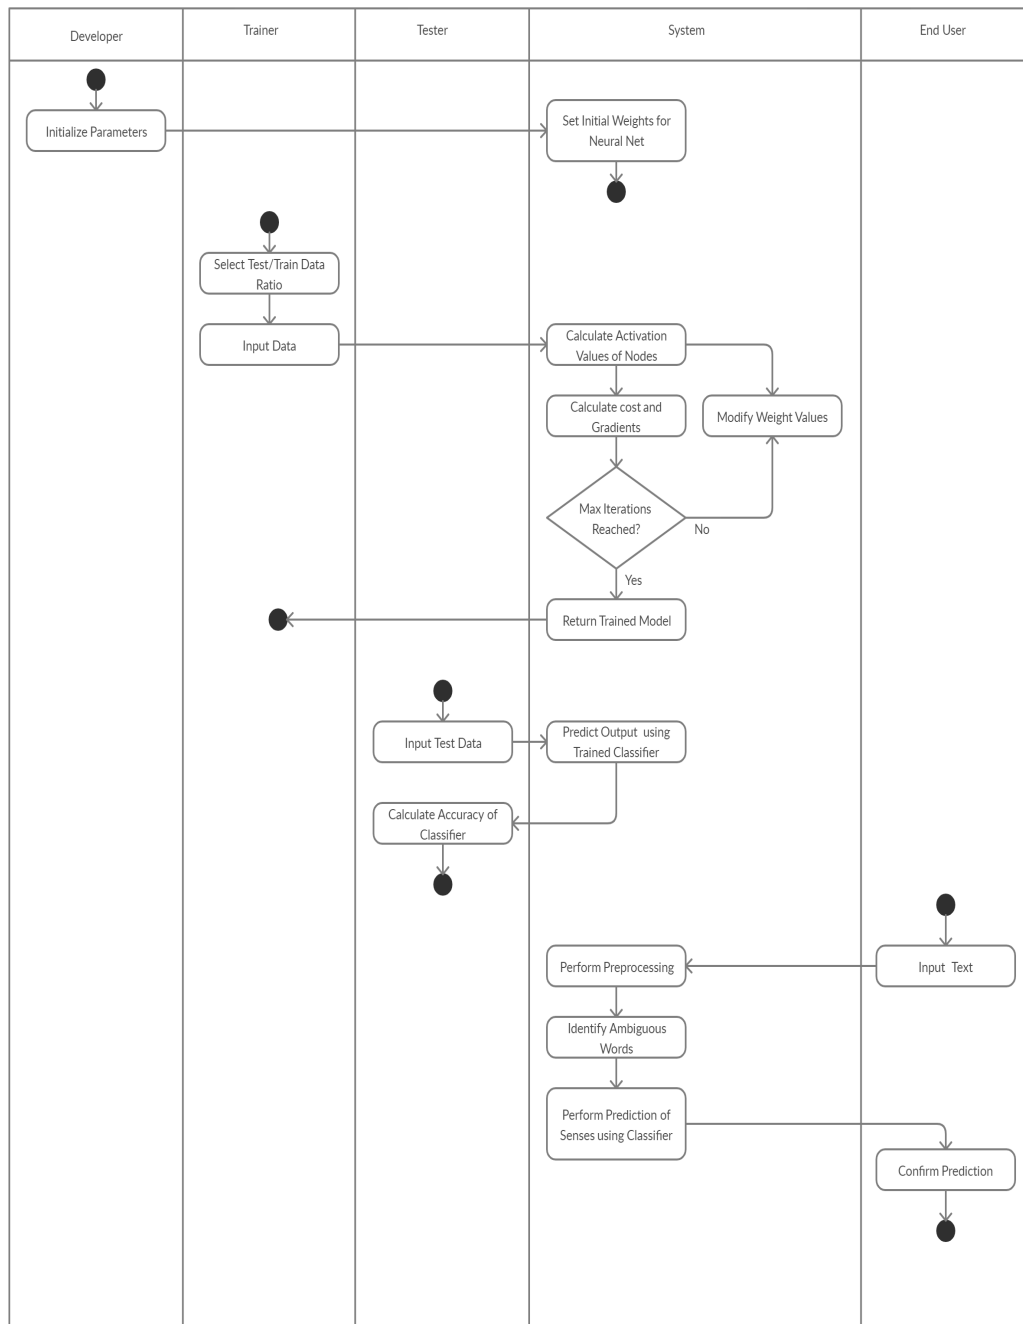 Developer
Trainer
Tester
System
End User
Initialize Parameters
Set Initial Weights for
Neural Net
Select Test/Train Data
Ratio
Input Data
Calculate Activation
Values of Nodes
Calculate cost and
Gradients
Modify Weight Values
Max Iterations
Reached?
No
Yes
Return Trained Model
Input Test Data
Predict Output  using
Trained Classifier
Calculate Accuracy of
Classifier
Input  Text
Perform Preprocessing
Identify Ambiguous
Words
Perform Prediction of
Senses using Classifier
Confirm Prediction